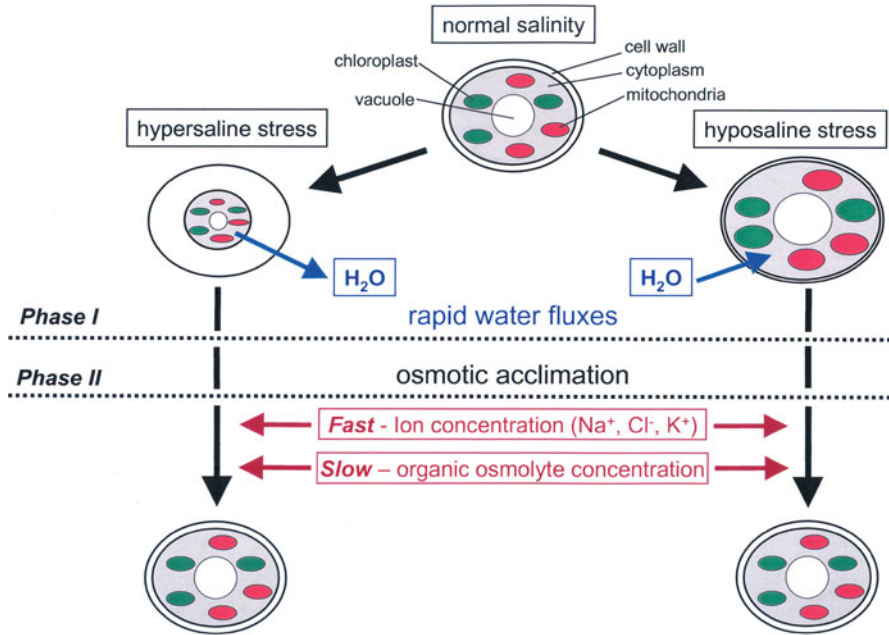 normal salinity
chloroplast
vacuole
cell wall
cytoplasm
mitochondria
hypersaline stress
hyposaline stress
H₂O
H₂O
Phase I
rapid water fluxes
Phase II
osmotic acclimation
Fast - Ion concentration (Na⁺, Cl⁻, K⁺)
Slow – organic osmolyte concentration